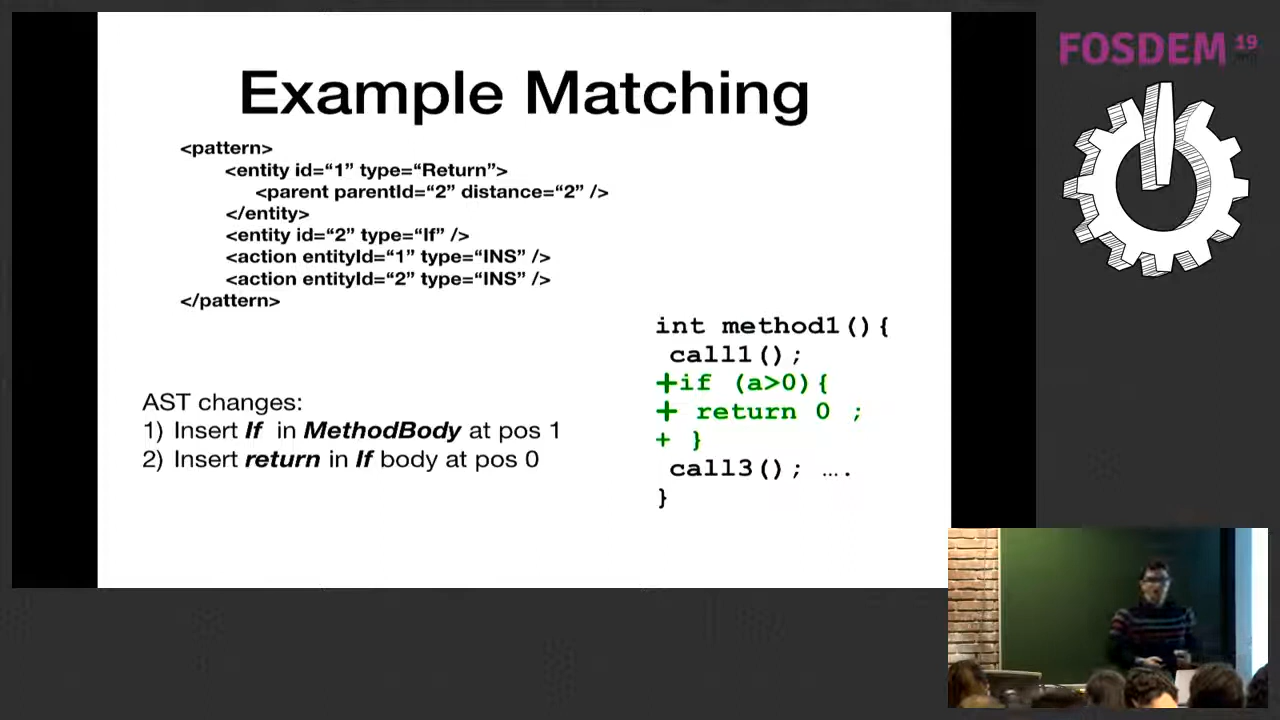 Example Matching
<pattern>
<entity id=“1” type=“Return”>
<parent parentId=“2” distance=“2” />
</entity>
<entity id=“2” type=“If” />
<action entityId=“1” type=“INS” />
<action entityId=“2” type=“INS” />
</pattern>
int method1(){
call1();
+if (a>0){
+ return 0 ;
+ }
call3(); ….
}
AST changes:
1) Insert If in MethodBody at pos 1
2) Insert return in If body at pos 0
FOSDEM 19